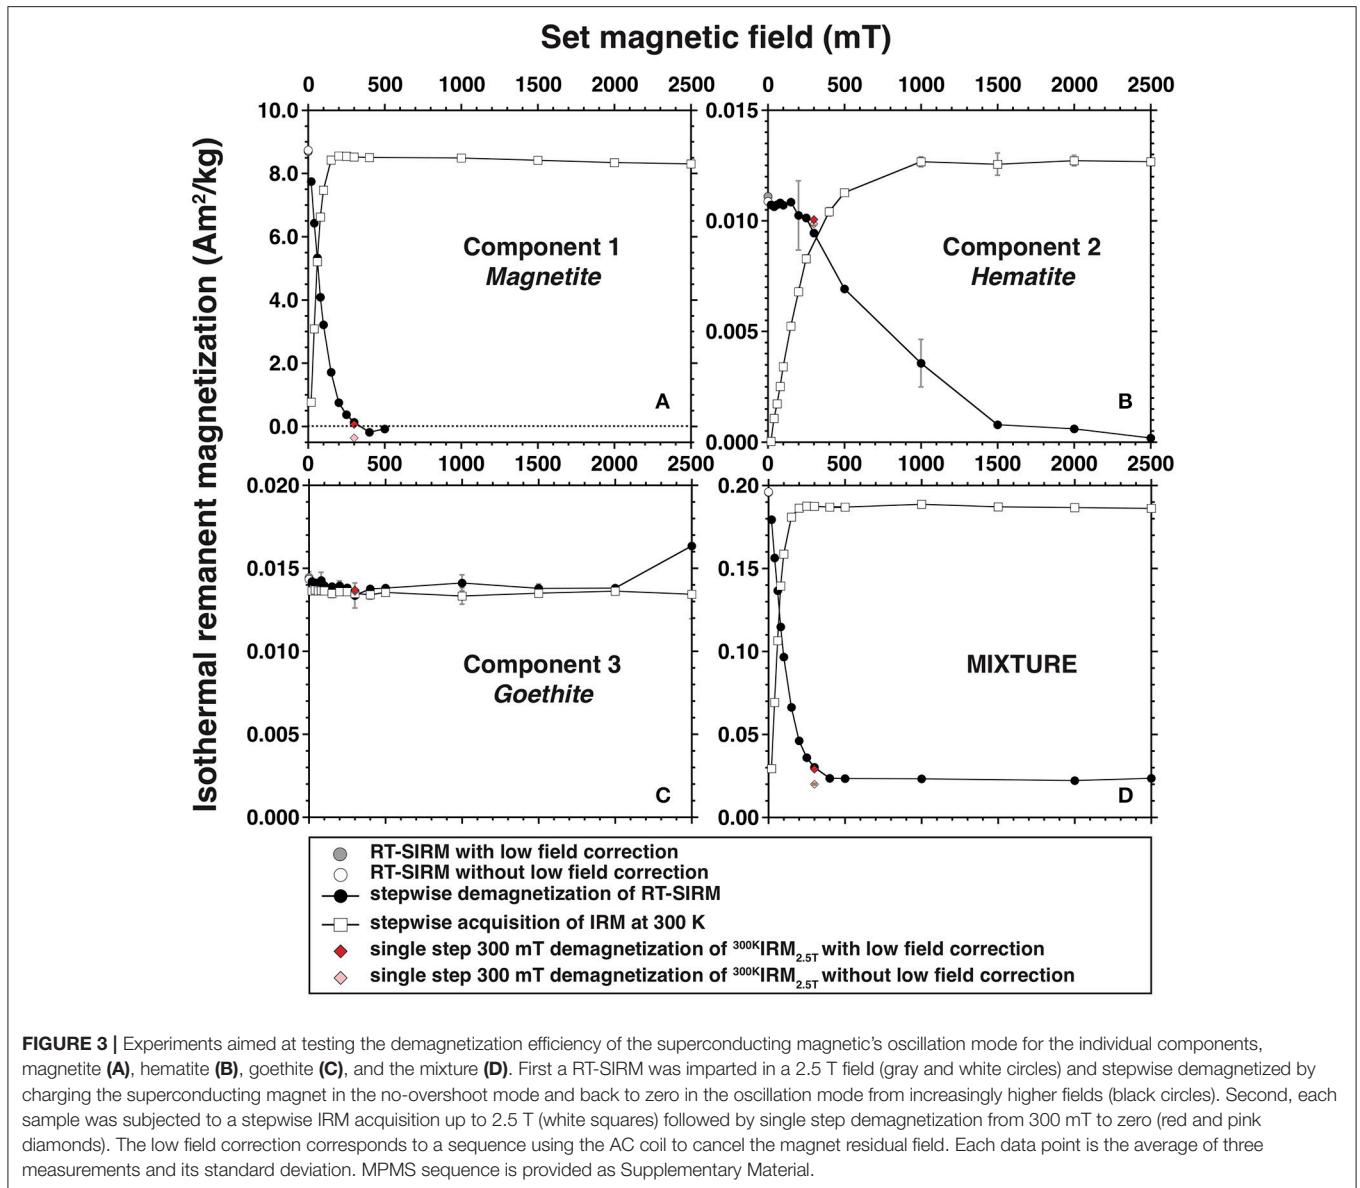 Set magnetic field (mT)
Isothermal remanent magnetization (Am²/kg)
0 500 1000 1500 2000 2500
10.0
8.0
6.0
4.0
2.0
0.0
Component 1
Magnetite
A
0 500 1000 1500 2000 2500
0.015
0.010
0.005
0.000
Component 2
Hematite
B
0 500 1000 1500 2000 2500
0.020
0.015
0.010
0.005
0.000
Component 3
Goethite
C
0 500 1000 1500 2000 2500
0.20
0.15
0.10
0.05
0.00
MIXTURE
D
RT-SIRM with low field correction
RT-SIRM without low field correction
stepwise demagnetization of RT-SIRM
stepwise acquisition of IRM at 300 K
single step 300 mT demagnetization of ³⁰⁰ᴷIRM₂.₅T with low field correction
single step 300 mT demagnetization of ³⁰⁰ᴷIRM₂.₅T without low field correction
FIGURE 3 | Experiments aimed at testing the demagnetization efficiency of the superconducting magnetic's oscillation mode for the individual components,
magnetite (A), hematite (B), goethite (C), and the mixture (D). First a RT-SIRM was imparted in a 2.5 T field (gray and white circles) and stepwise demagnetized by
charging the superconducting magnet in the no-overshoot mode and back to zero in the oscillation mode from increasingly higher fields (black circles). Second, each
sample was subjected to a stepwise IRM acquisition up to 2.5 T (white squares) followed by single step demagnetization from 300 mT to zero (red and pink
diamonds). The low field correction corresponds to a sequence using the AC coil to cancel the magnet residual field. Each data point is the average of three
measurements and its standard deviation. MPMS sequence is provided as Supplementary Material.